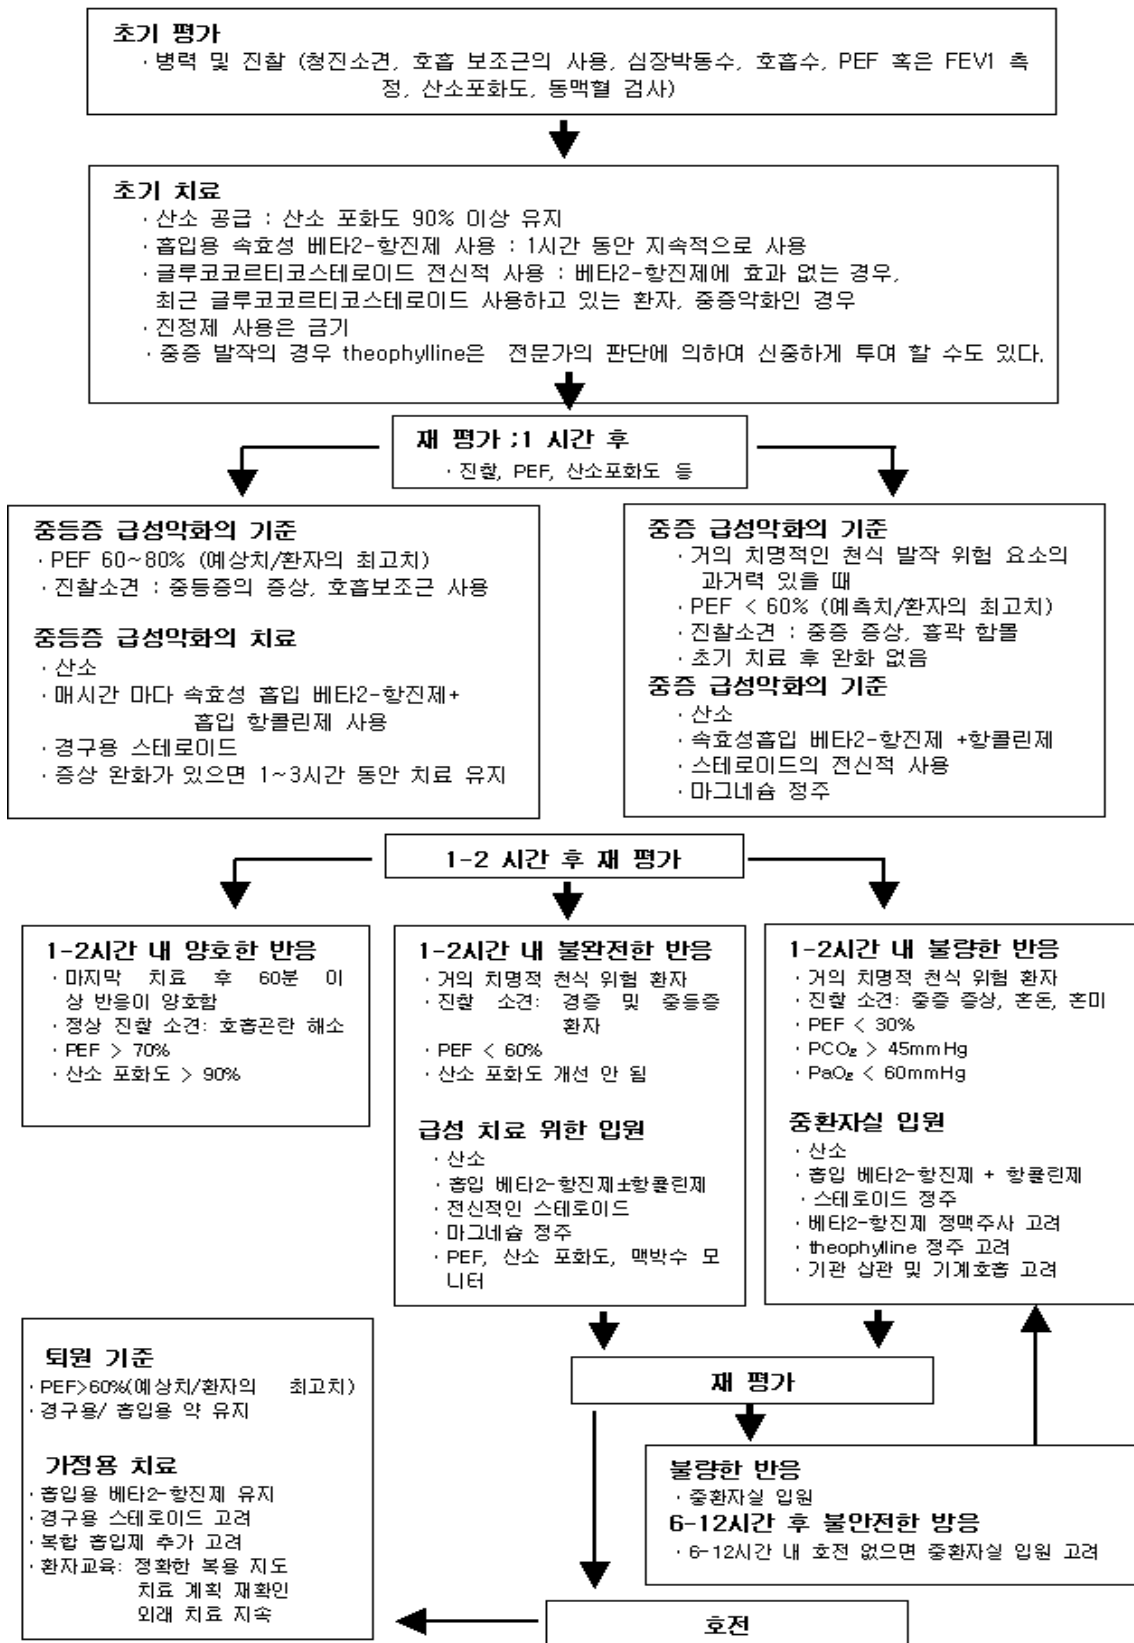 초기 평가
· 병력 및 진찰 (청진소견, 호흡 보조근의 사용, 심장박동수, 호흡수, PEF 혹은 FEV1 측
정, 산소포화도, 동맥혈 검사)
초기 치료
· 산소 공급 : 산소 포화도 90% 이상 유지
· 흡입용 속효성 베타2-항진제 사용 : 1시간 동안 지속적으로 사용
· 글루코코르티코스테로이드 전신적 사용 : 베타2-항진제에 효과 없는 경우,
최근 글루코코르티코스테로이드 사용하고 있는 환자, 중증악화인 경우
· 진정제 사용은 금기
· 중증 발작의 경우 theophylline은 전문가의 판단에 의하여 신중하게 투여 할 수도 있다.
재 평가 ;1 시간 후
· 진찰, PEF, 산소포화도 등
중등증 급성악화의 기준
· PEF 60~80% (예상치/환자의 최고치)
· 진찰소견 : 중등증의 증상, 호흡보조근 사용
중등증 급성악화의 치료
· 산소
· 매시간 마다 속효성 흡입 베타2-항진제+
흡입 항콜린제 사용
· 경구용 스테로이드
· 증상 완화가 있으면 1~3시간 동안 치료 유지
중증 급성악화의 기준
· 거의 치명적인 천식 발작 위험 요소의
과거력 있을 때
· PEF < 60% (예측치/환자의 최고치)
· 진찰소견 : 중증 증상, 흉곽 함몰
· 초기 치료 후 완화 없음
중증 급성악화의 기준
· 산소
· 속효성흡입 베타2-항진제 +항콜린제
· 스테로이드의 전신적 사용
· 마그네슘 정주
1-2 시간 후 재 평가
1-2시간 내 양호한 반응
· 마지막 치료 후 60분 이
상 반응이 양호함
· 정상 진찰 소견: 호흡곤란 해소
· PEF > 70%
· 산소 포화도 > 90%
1-2시간 내 불완전한 반응
· 거의 치명적 천식 위험 환자
· 진찰 소견: 경증 및 중등증
환자
· PEF < 60%
· 산소 포화도 개선 안 됨
급성 치료 위한 입원
· 산소
· 흡입 베타2-항진제±항콜린제
· 전신적인 스테로이드
· 마그네슘 정주
· PEF, 산소 포화도, 맥박수 모
니터
1-2시간 내 불량한 반응
· 거의 치명적 천식 위험 환자
· 진찰 소견: 중증 증상, 혼돈, 혼미
· PEF < 30%
· PCO₂ > 45mmHg
· PaO₂ < 60mmHg
중환자실 입원
· 산소
· 흡입 베타2-항진제 + 항콜린제
· 스테로이드 정주
· 베타2-항진제 정맥주사 고려
· theophylline 정주 고려
· 기관 삽관 및 기계호흡 고려
퇴원 기준
· PEF>60%(예상치/환자의 최고치)
· 경구용/ 흡입용 약 유지
가정용 치료
· 흡입용 베타2-항진제 유지
· 경구용 스테로이드 고려
· 복합 흡입제 추가 고려
· 환자교육: 정확한 복용 지도
치료 계획 재확인
외래 치료 지속
재 평가
불량한 반응
· 중환자실 입원
6-12시간 후 불안전한 방응
· 6-12시간 내 호전 없으면 중환자실 입원 고려
호전